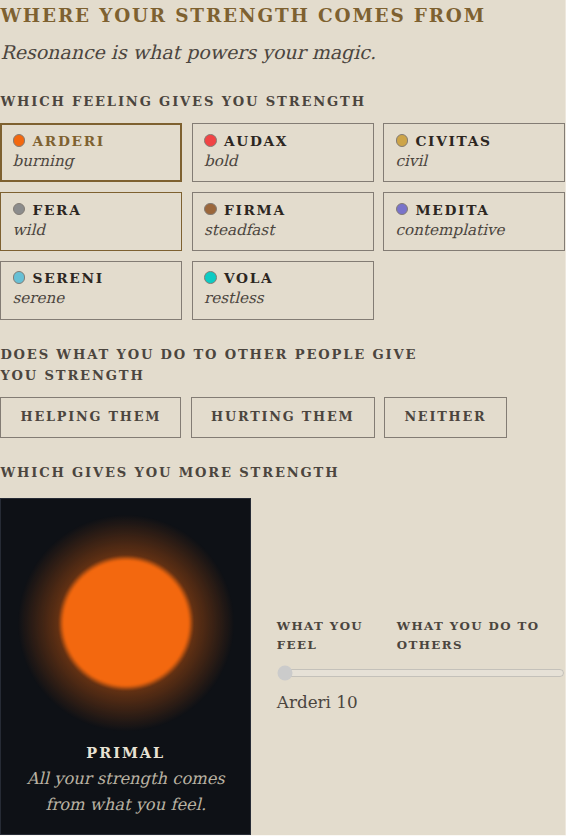 WHERE YOUR STRENGTH COMES FROM
Resonance is what powers your magic.
WHICH FEELING GIVES YOU STRENGTH
ARDERI
burning
AUDAX
bold
CIVITAS
civil
FERA
wild
FIRMA
steadfast
MEDITA
contemplative
SERENI
serene
VOLA
restless
DOES WHAT YOU DO TO OTHER PEOPLE GIVE
YOU STRENGTH
HELPING THEM
HURTING THEM
NEITHER
WHICH GIVES YOU MORE STRENGTH
PRIMAL
All your strength comes
from what you feel.
WHAT YOU
FEEL
WHAT YOU DO TO
OTHERS
Arderi 10